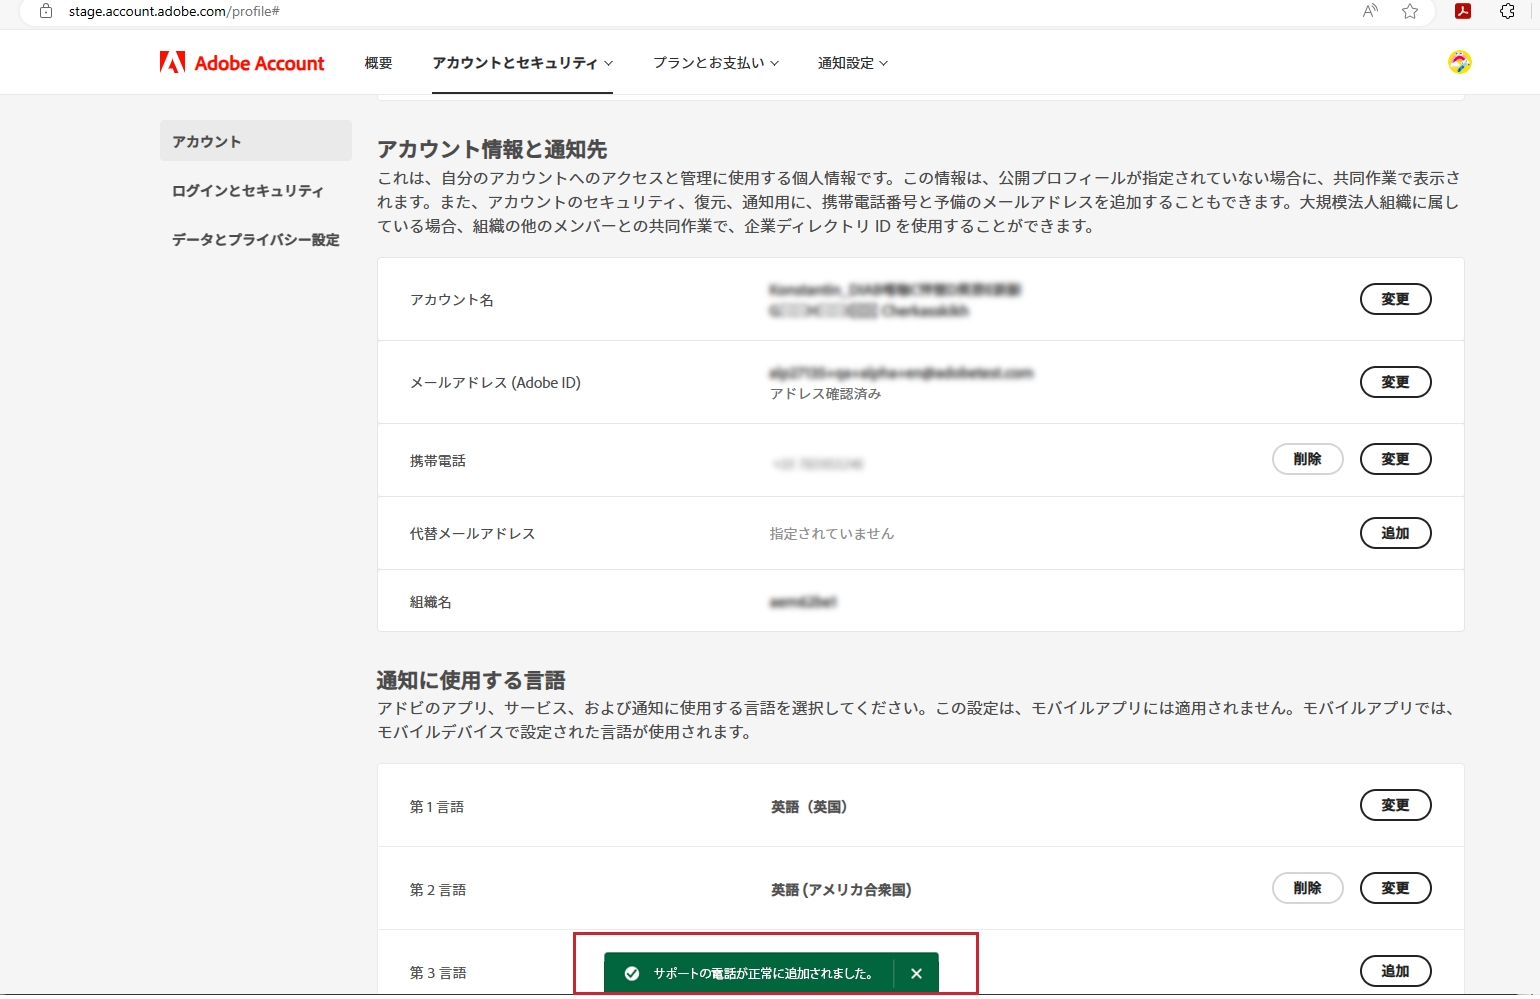 stage.account.adobe.com/profile#
Adobe Account
概要
アカウントとセキュリティ
プランとお支払い
通知設定
アカウント
ログインとセキュリティ
データとプライバシー設定
アカウント情報と通知先
これは、自分のアカウントへのアクセスと管理に使用する個人情報です。この情報は、公開プロフィールが指定されていない場合に、共同作業で表示さ
れます。また、アカウントのセキュリティ、復元、通知用に、携帯電話番号と予備のメールアドレスを追加することもできます。大規模法人組織に属し
ている場合、組織の他のメンバーとの共同作業で、企業ディレクトリ ID を使用することができます。
アカウント名
変更
メールアドレス (Adobe ID)
アドレス確認済み
変更
携帯電話
削除
変更
代替メールアドレス
指定されていません
追加
組織名
通知に使用する言語
アドビのアプリ、サービス、および通知に使用する言語を選択してください。この設定は、モバイルアプリには適用されません。モバイルアプリでは、
モバイルデバイスで設定された言語が使用されます。
第 1 言語
英語（英国）
変更
第 2 言語
英語 (アメリカ合衆国)
削除
変更
第 3 言語
追加
サポートの電話が正常に追加されました。